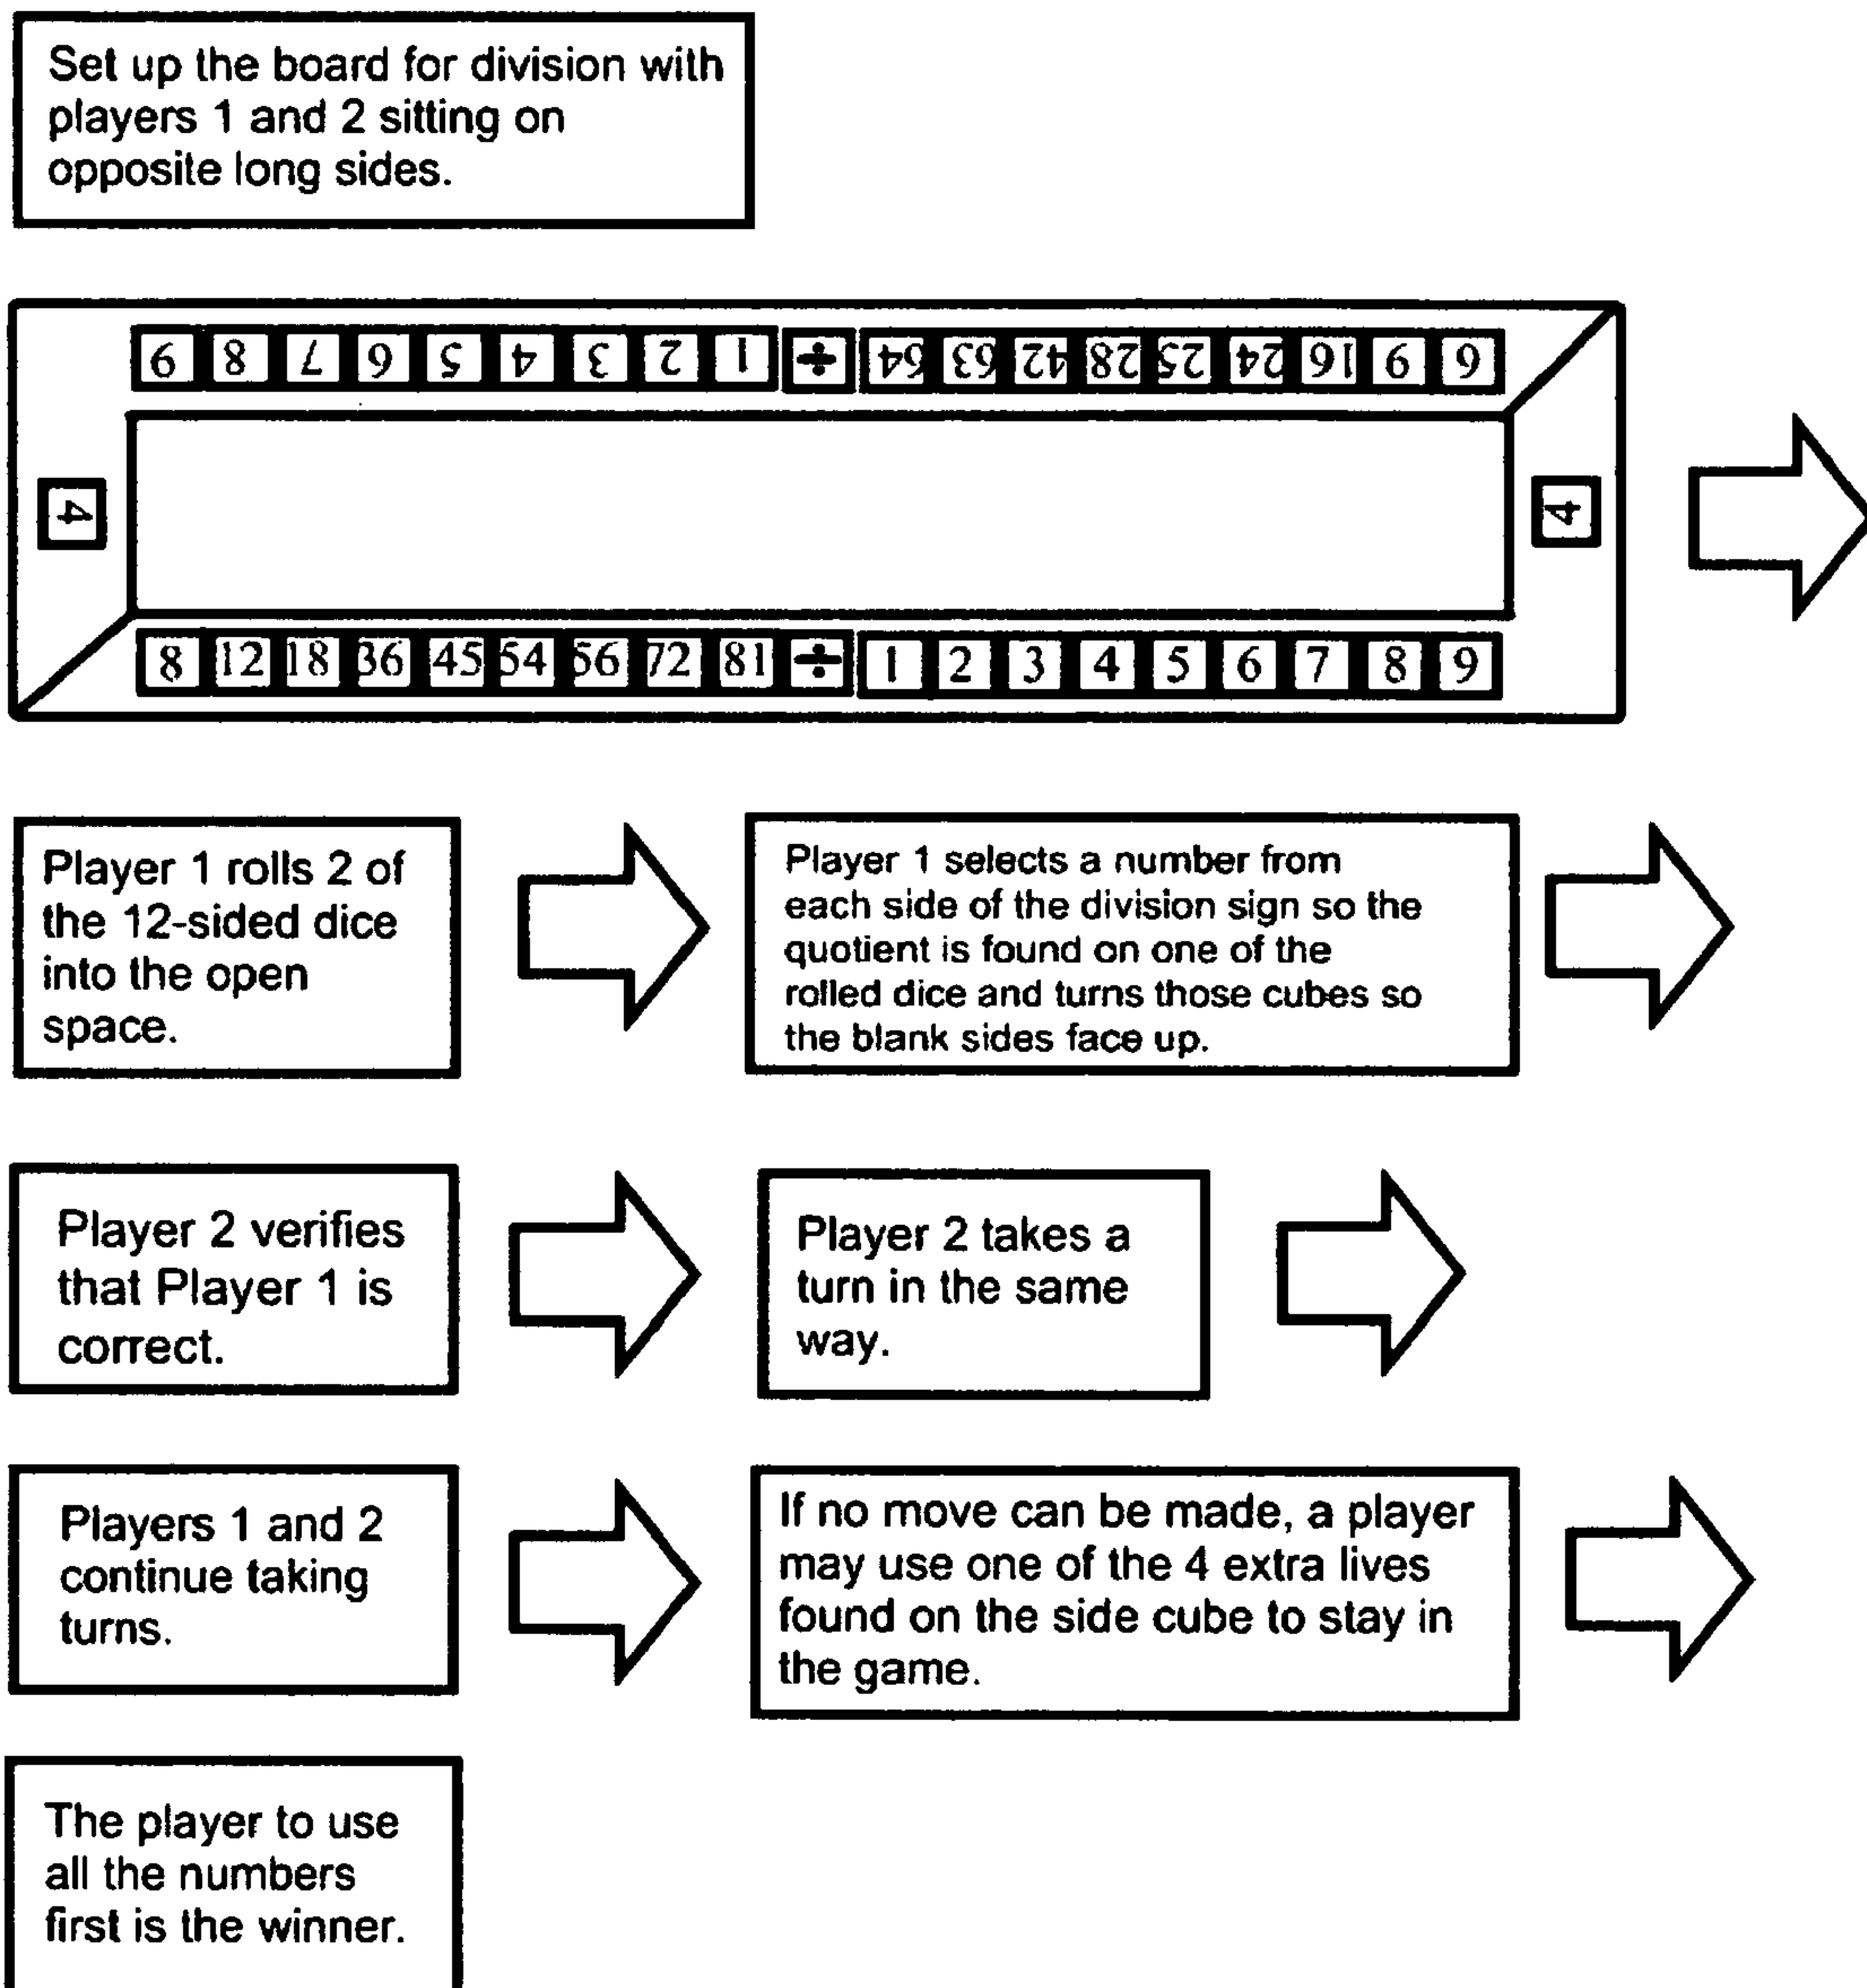 Set up the board for division with
players 1 and 2 sitting on
opposite long sides.
6 9 16 24 25 28 42 63 64 ÷ 1 2 3 4 5 6 7 8 9
4
4
8 12 18 36 45 54 56 72 81 ÷ 1 2 3 4 5 6 7 8 9
Player 1 rolls 2 of
the 12-sided dice
into the open
space.
Player 1 selects a number from
each side of the division sign so the
quotient is found on one of the
rolled dice and turns those cubes so
the blank sides face up.
Player 2 verifies
that Player 1 is
correct.
Player 2 takes a
turn in the same
way.
Players 1 and 2
continue taking
turns.
If no move can be made, a player
may use one of the 4 extra lives
found on the side cube to stay in
the game.
The player to use
all the numbers
first is the winner.